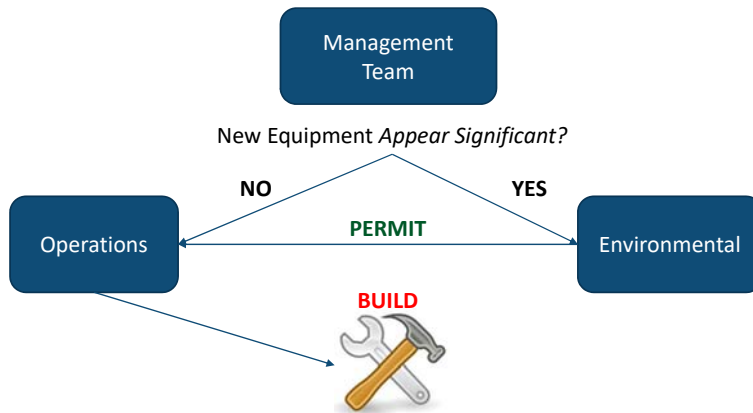 Management
Team
New Equipment Appear Significant?
NO
YES
Operations
PERMIT
Environmental
BUILD